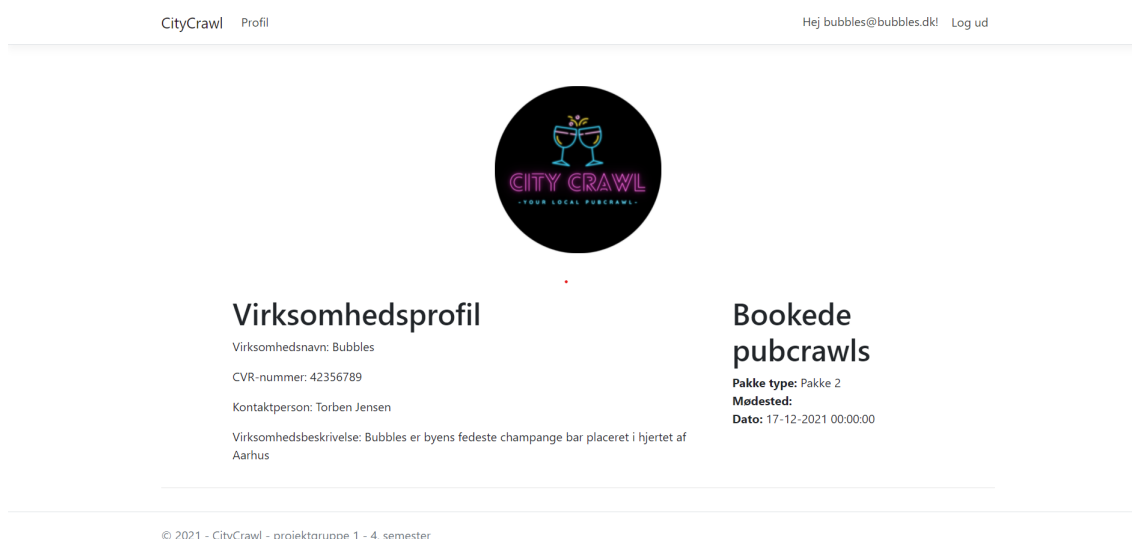 CityCrawl Profil Hej bubbles@bubbles.dk! Log ud
CITY CRAWL
-YOUR LOCAL PUBCRAWL-
Virksomhedsprofil
Virksomhedsnavn: Bubbles
CVR-nummer: 42356789
Kontaktperson: Torben Jensen
Virksomhedsbeskrivelse: Bubbles er byens fedeste champange bar placeret i hjertet af
Aarhus
Bookede
pubcrawls
Pakke type: Pakke 2
Mødested:
Dato: 17-12-2021 00:00:00
© 2021 - CityCrawl - projektgruppe 1 - 4. semester